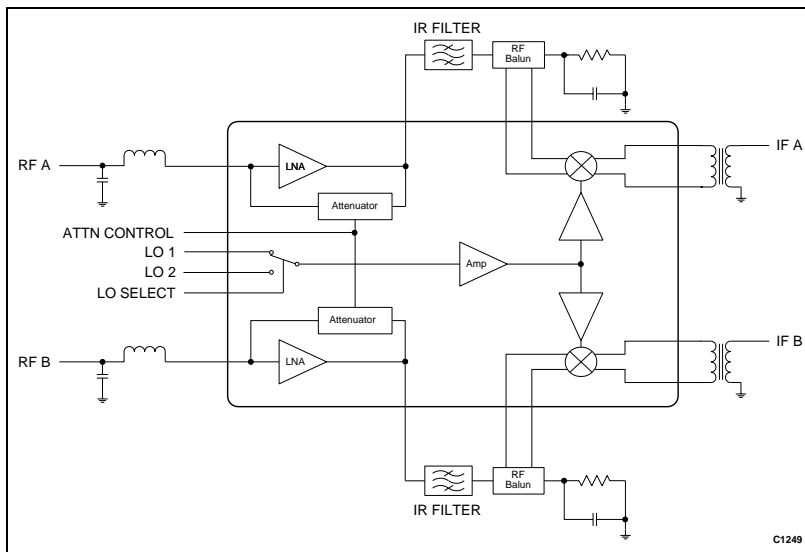 IR FILTER
RF
Balun
RF A
LNA
IF A
Attenuator
ATTN CONTROL
LO 1
LO 2
Amp
LO SELECT
Attenuator
RF B
LNA
IF B
RF
Balun
IR FILTER
C1249